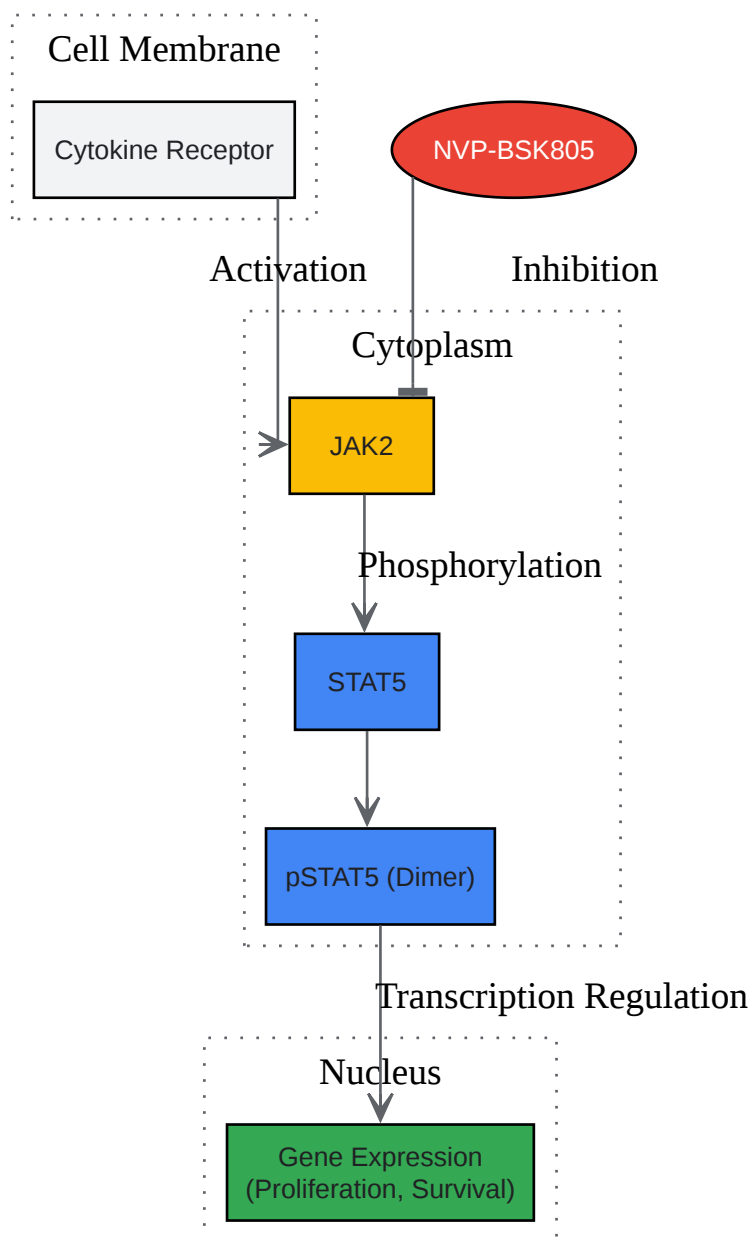 Cell Membrane
Cytokine Receptor
NVP-BSK805
Activation
Inhibition
Cytoplasm
JAK2
Phosphorylation
STAT5
pSTAT5 (Dimer)
Transcription Regulation
Nucleus
Gene Expression
(Proliferation, Survival)